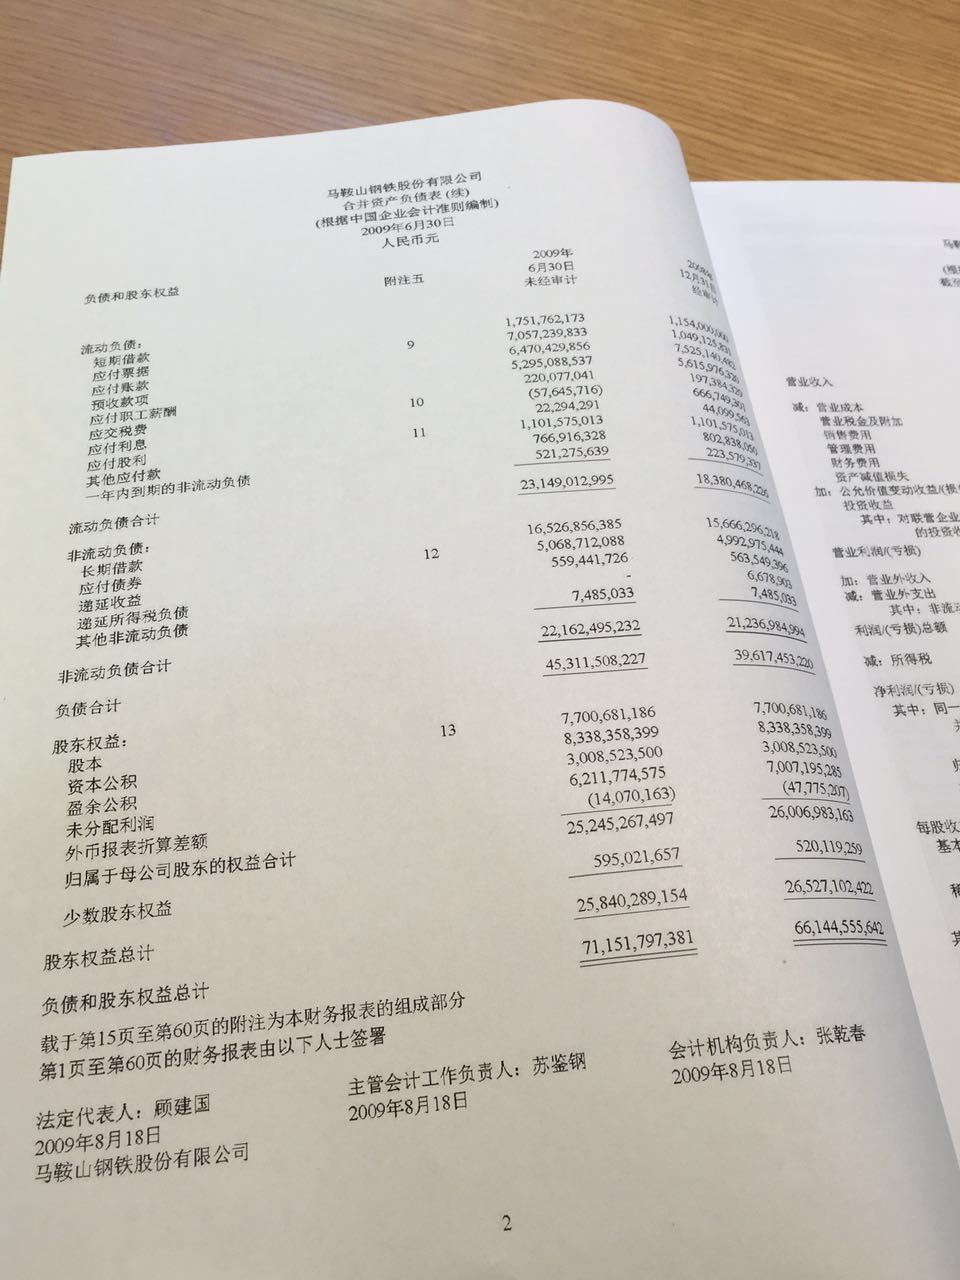 马鞍山钢铁股份有限公司
合并资产负债表 (续)
(根据中国企业会计准则编制)
2009年6月30日
人民币元
负债和股东权益 附注五 2009年 6月30日 未经审计 2008年 12月31日 经审计
流动负债：
短期借款 1,751,762,173 1,154,000,000
应付票据 9 7,057,239,833 1,049,125,831
应付账款 6,470,429,856 7,525,140,482
预收款项 5,295,088,537 5,615,976,320
应付职工薪酬 220,077,041 197,384,329
应交税费 10 (57,645,716) 666,749,301
应付利息 22,294,291 44,099,563
应付股利 11 1,101,575,013 1,101,575,013
其他应付款 766,916,328 802,838,050
一年内到期的非流动负债 521,275,639 223,579,337
流动负债合计 23,149,012,995 18,380,468,226
非流动负债：
长期借款 16,526,856,385 15,666,296,218
应付债券 12 5,068,712,088 4,992,975,444
递延收益 559,441,726 563,549,396
递延所得税负债 - 6,678,903
其他非流动负债 7,485,033 7,485,033
非流动负债合计 22,162,495,232 21,236,984,994
负债合计 45,311,508,227 39,617,453,220
股东权益：
股本 13 7,700,681,186 7,700,681,186
资本公积 8,338,358,399 8,338,358,399
盈余公积 3,008,523,500 3,008,523,500
未分配利润 6,211,774,575 7,007,195,285
外币报表折算差额 (14,070,163) (47,775,207)
归属于母公司股东的权益合计 25,245,267,497 26,006,983,163
少数股东权益 595,021,657 520,119,259
股东权益总计 25,840,289,154 26,527,102,422
负债和股东权益总计 71,151,797,381 66,144,555,642
载于第15页至第60页的附注为本财务报表的组成部分
第1页至第60页的财务报表由以下人士签署
法定代表人：顾建国 主管会计工作负责人：苏鉴钢 会计机构负责人：张乾春
2009年8月18日 2009年8月18日 2009年8月18日
马鞍山钢铁股份有限公司
2
马鞍
(根
截至
营业收入
减：营业成本
营业税金及附加
销售费用
管理费用
财务费用
资产减值损失
加：公允价值变动收益/(损
投资收益
其中：对联营企业
的投资收
营业利润/(亏损)
加：营业外收入
减：营业外支出
其中：非流动
利润/(亏损)总额
减：所得税
净利润/(亏损)
其中：同一
归
每股收
基本
稀
其